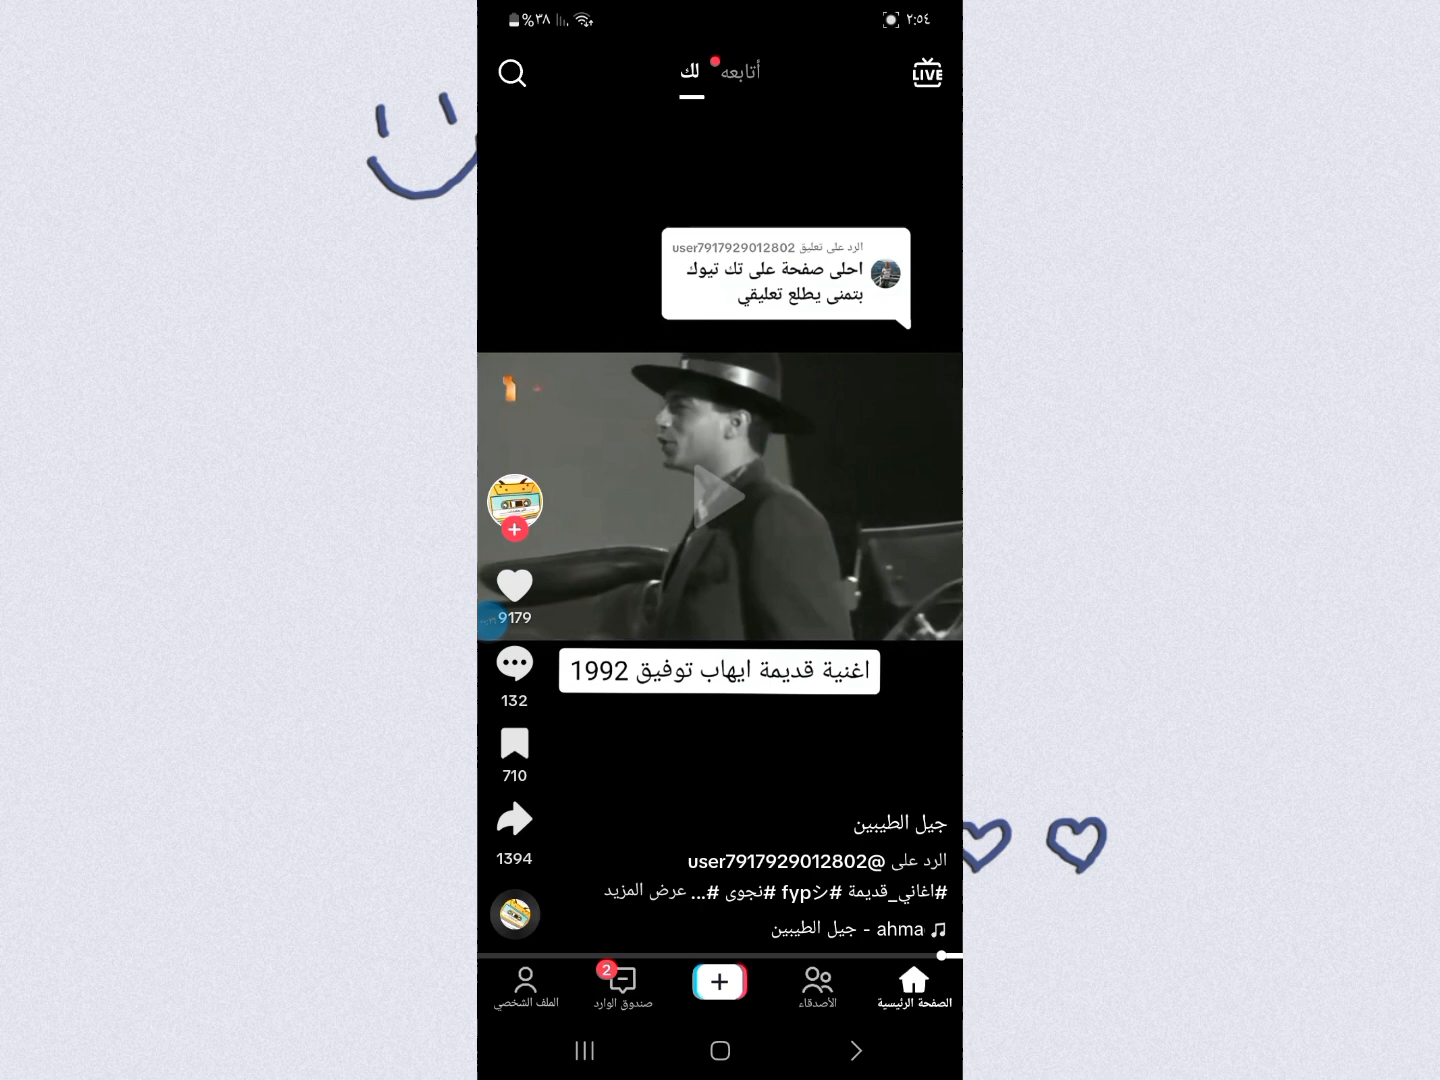 %٣٨
٢:٥٤
لك
أتابعه
LIVE
الرد على تعليق user7917929012802
احلى صفحة على تك تيوك
بتمنى يطلع تعليقي
9179
اغنية قديمة ايهاب توفيق 1992
132
710
1394
جيل الطيبين
الرد على @user7917929012802
#اغاني_قديمة #fypシ #نجوى #... عرض المزيد
ahma - جيل الطيبين
الصفحة الرئيسية
الأصدقاء
2
صندوق الوارد
الملف الشخصي